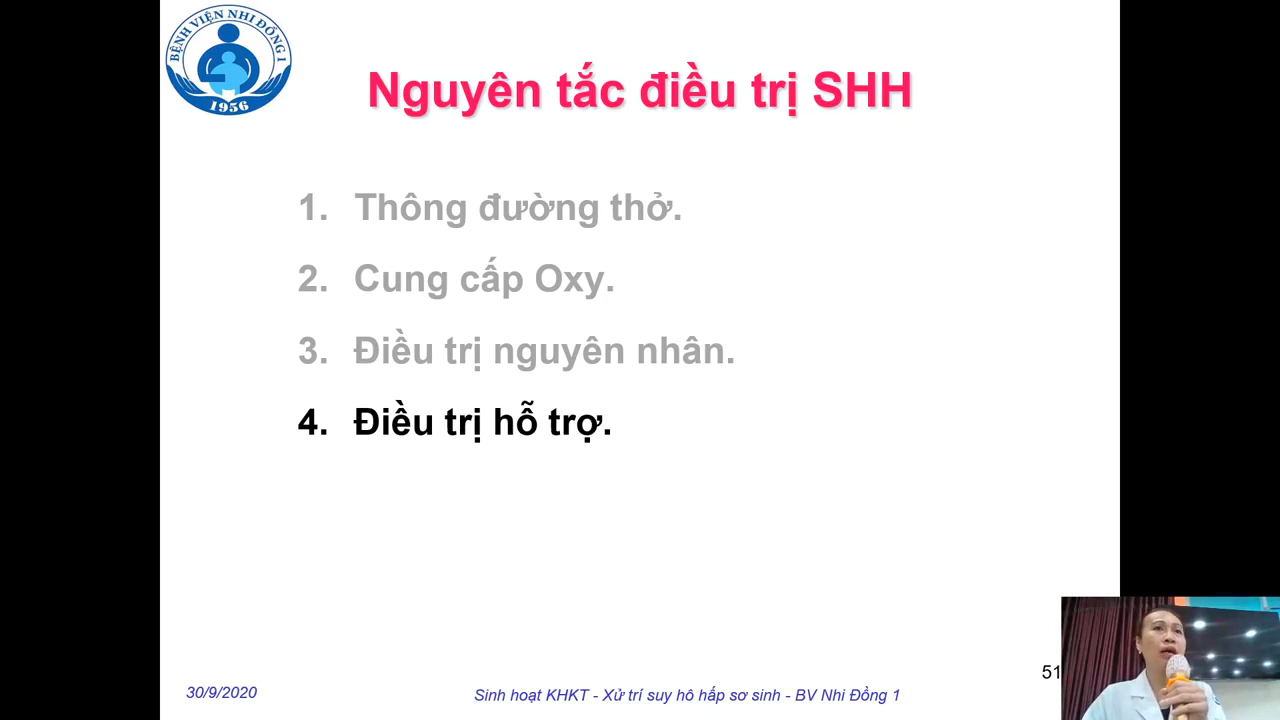 BỆNH VIỆN NHI ĐỒNG 1
1956
Nguyên tắc điều trị SHH
1. Thông đường thở.
2. Cung cấp Oxy.
3. Điều trị nguyên nhân.
4. Điều trị hỗ trợ.
51
30/9/2020
Sinh hoạt KHKT - Xử trí suy hô hấp sơ sinh - BV Nhi Đồng 1